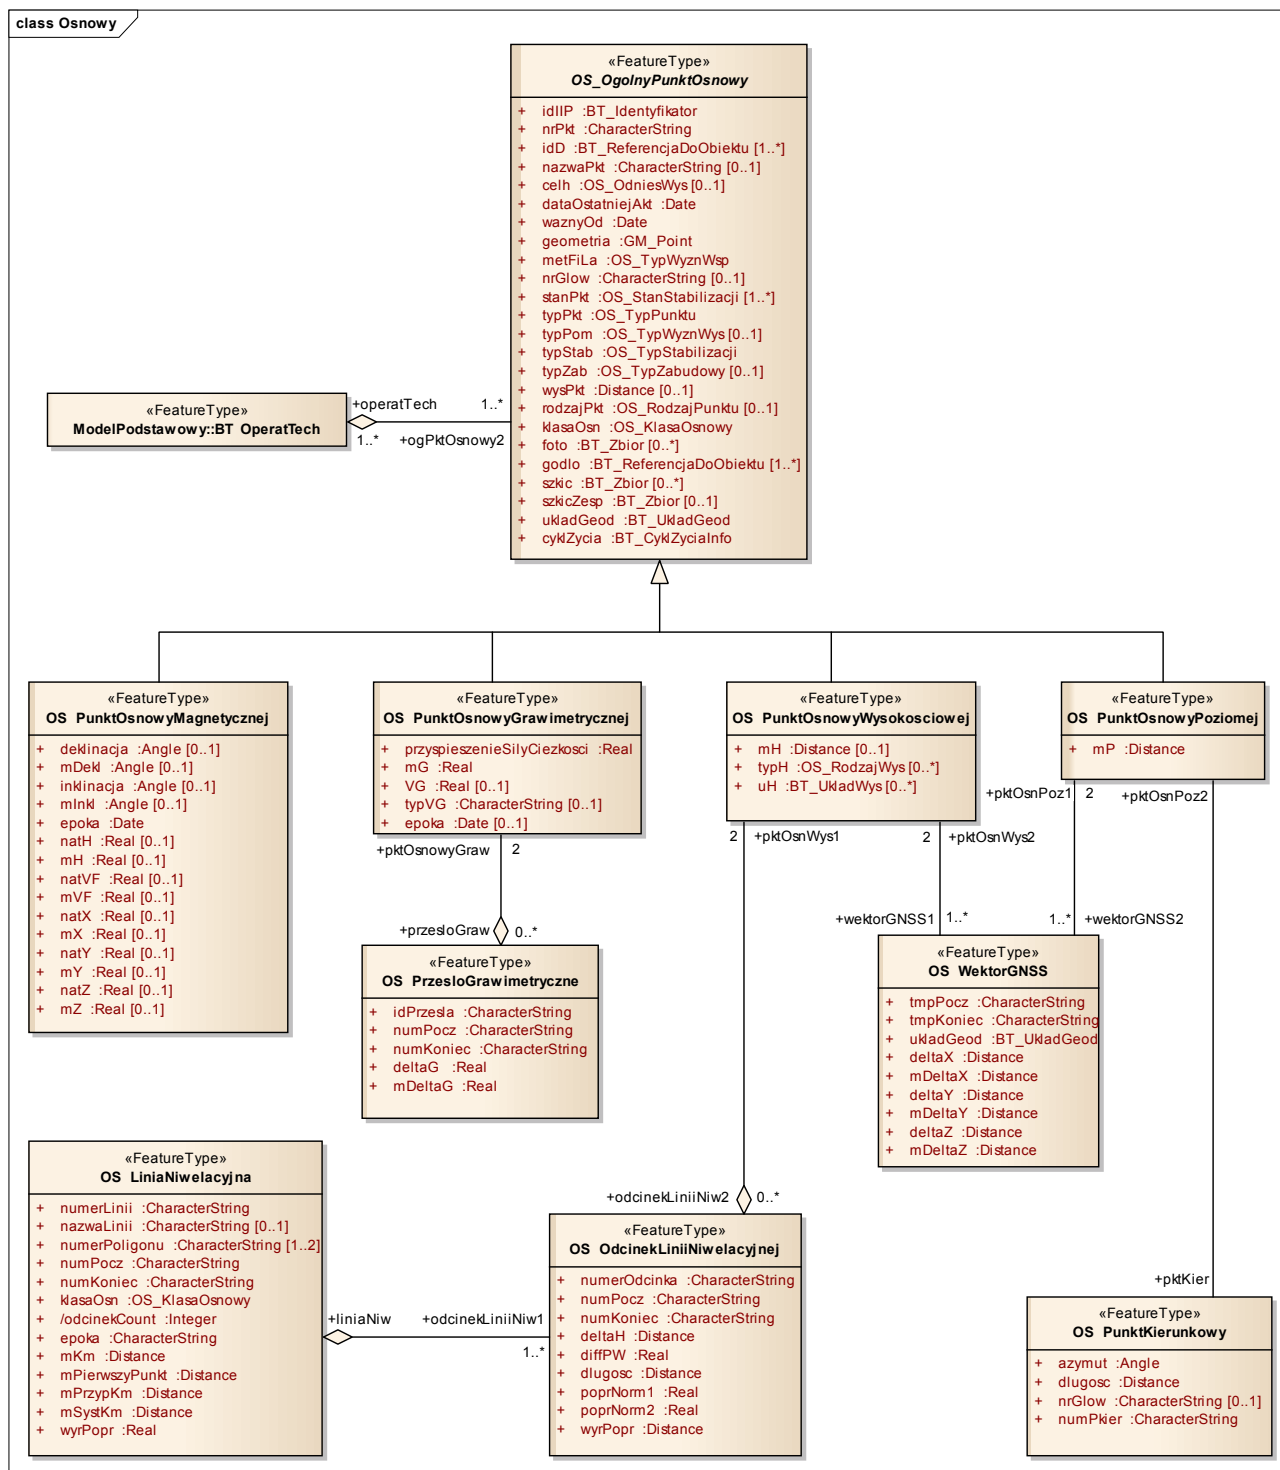 class Osnowy
«FeatureType»
OS_OgolnyPunktOsnowy
+ idIIP :BT_Identyfikator
+ nrPkt :CharacterString
+ idD :BT_ReferencjaDoObiektu [1..*]
+ nazwaPkt :CharacterString [0..1]
+ celh :OS_OdniesWys [0..1]
+ dataOstatniejAkt :Date
+ waznyOd :Date
+ geometria :GM_Point
+ metFiLa :OS_TypWyznWsp
+ nrGlow :CharacterString [0..1]
+ stanPkt :OS_StanStabilizacji [1..*]
+ typPkt :OS_TypPunktu
+ typPom :OS_TypWyznWys [0..1]
+ typStab :OS_TypStabilizacji
+ typZab :OS_TypZabudowy [0..1]
+ wysPkt :Distance [0..1]
+ rodzajPkt :OS_RodzajPunktu [0..1]
+ klasaOsn :OS_KlasaOsnowy
+ foto :BT_Zbior [0..*]
+ godlo :BT_ReferencjaDoObiektu [1..*]
+ szkic :BT_Zbior [0..*]
+ szkicZesp :BT_Zbior [0..1]
+ ukladGeod :BT_UkladGeod
+ cyklZycia :BT_CyklZyciaInfo
«FeatureType»
ModelPodstawowy::BT OperatTech
+operatTech 1..*
1..* +ogPktOsnowy2
«FeatureType»
OS PunktOsnowyMagnetycznej
+ deklinacja :Angle [0..1]
+ mDekl :Angle [0..1]
+ inklinacja :Angle [0..1]
+ mInkl :Angle [0..1]
+ epoka :Date
+ natH :Real [0..1]
+ mH :Real [0..1]
+ natVF :Real [0..1]
+ mVF :Real [0..1]
+ natX :Real [0..1]
+ mX :Real [0..1]
+ natY :Real [0..1]
+ mY :Real [0..1]
+ natZ :Real [0..1]
+ mZ :Real [0..1]
«FeatureType»
OS PunktOsnowyGrawimetrycznej
+ przyspieszenieSilyCiezkosci :Real
+ mG :Real
+ VG :Real [0..1]
+ typVG :CharacterString [0..1]
+ epoka :Date [0..1]
«FeatureType»
OS PunktOsnowyWysokosciowej
+ mH :Distance [0..1]
+ typH :OS_RodzajWys [0..*]
+ uH :BT_UkladWys [0..*]
«FeatureType»
OS PunktOsnowyPoziomej
+ mP :Distance
+pktOsnPoz1 2 +pktOsnPoz2
+pktOsnowyGraw 2
2 +pktOsnWys1
2 +pktOsnWys2
+przesloGraw 0..*
+wektorGNSS1 1..*
1..* +wektorGNSS2
«FeatureType»
OS PrzesloGrawimetryczne
+ idPrzesla :CharacterString
+ numPocz :CharacterString
+ numKoniec :CharacterString
+ deltaG :Real
+ mDeltaG :Real
«FeatureType»
OS WektorGNSS
+ tmpPocz :CharacterString
+ tmpKoniec :CharacterString
+ ukladGeod :BT_UkladGeod
+ deltaX :Distance
+ mDeltaX :Distance
+ deltaY :Distance
+ mDeltaY :Distance
+ deltaZ :Distance
+ mDeltaZ :Distance
«FeatureType»
OS LiniaNiwelacyjna
+ numerLinii :CharacterString
+ nazwaLinii :CharacterString [0..1]
+ numerPoligonu :CharacterString [1..2]
+ numPocz :CharacterString
+ numKoniec :CharacterString
+ klasaOsn :OS_KlasaOsnowy
+ /odcinekCount :Integer
+ epoka :CharacterString
+ mKm :Distance
+ mPierwszyPunkt :Distance
+ mPrzypKm :Distance
+ mSystKm :Distance
+ wyrPopr :Real
+liniaNiw +odcinekLiniiNiw1
1..*
+odcinekLiniiNiw2 0..*
«FeatureType»
OS OdcinekLiniiNiwelacyjnej
+ numerOdcinka :CharacterString
+ numPocz :CharacterString
+ numKoniec :CharacterString
+ deltaH :Distance
+ diffPW :Real
+ dlugosc :Distance
+ poprNorm1 :Real
+ poprNorm2 :Real
+ wyrPopr :Distance
+pktKier
«FeatureType»
OS PunktKierunkowy
+ azymut :Angle
+ dlugosc :Distance
+ nrGlow :CharacterString [0..1]
+ numPkier :CharacterString